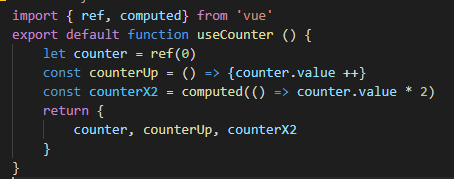 import { ref, computed} from 'vue'
export default function useCounter () {
    let counter = ref(0)
    const counterUp = () => {counter.value ++}
    const counterX2 = computed(() => counter.value * 2)
    return {
        counter, counterUp, counterX2
    }
}